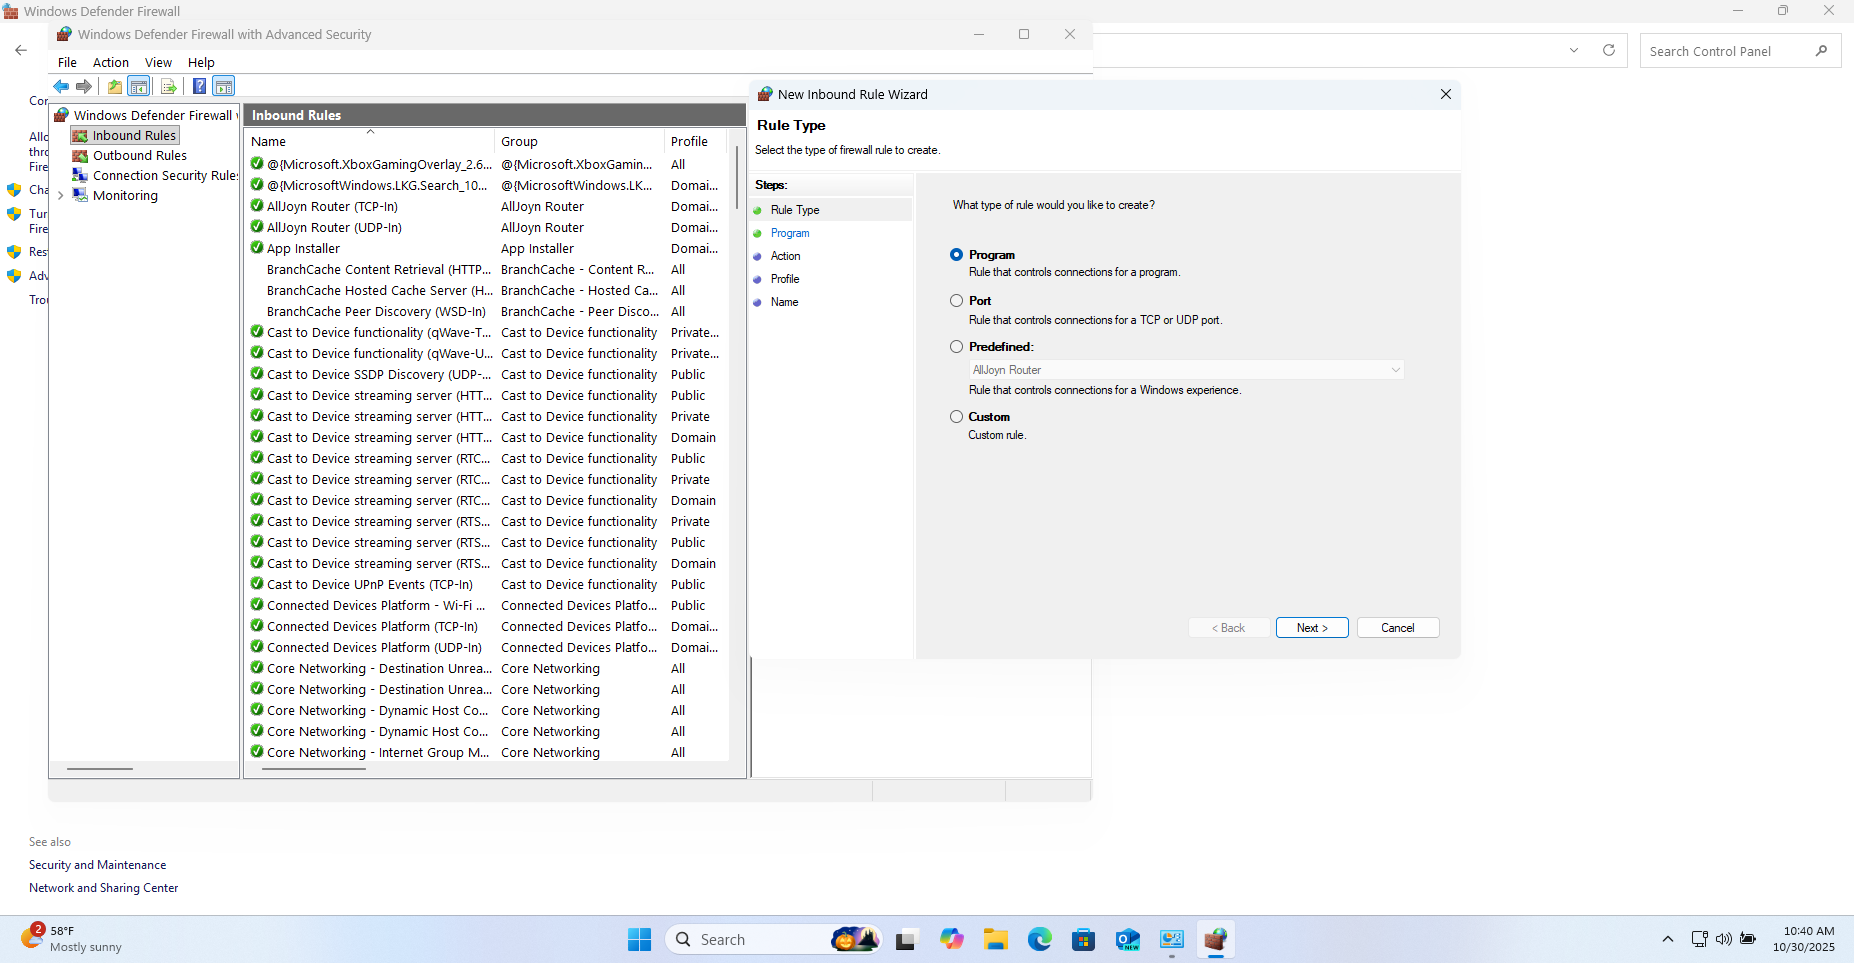 Windows Defender Firewall
Windows Defender Firewall with Advanced Security
File Action View Help
Search Control Panel
Windows Defender Firewall
Inbound Rules
Outbound Rules
Connection Security Rules
Monitoring
Inbound Rules
Name Group Profile
@{Microsoft.XboxGamingOverlay_2.6... @{Microsoft.XboxGamin... All
@{MicrosoftWindows.LKG.Search_10... @{MicrosoftWindows.LK... Domai...
AllJoyn Router (TCP-In) AllJoyn Router Domai...
AllJoyn Router (UDP-In) AllJoyn Router Domai...
App Installer App Installer Domai...
BranchCache Content Retrieval (HTTP... BranchCache - Content R... All
BranchCache Hosted Cache Server (H... BranchCache - Hosted Ca... All
BranchCache Peer Discovery (WSD-In) BranchCache - Peer Disco... All
Cast to Device functionality (qWave-T... Cast to Device functionality Private...
Cast to Device functionality (qWave-U... Cast to Device functionality Private...
Cast to Device SSDP Discovery (UDP-... Cast to Device functionality Public
Cast to Device streaming server (HTT... Cast to Device functionality Public
Cast to Device streaming server (HTT... Cast to Device functionality Private
Cast to Device streaming server (HTT... Cast to Device functionality Domain
Cast to Device streaming server (RTC... Cast to Device functionality Public
Cast to Device streaming server (RTC... Cast to Device functionality Private
Cast to Device streaming server (RTC... Cast to Device functionality Domain
Cast to Device streaming server (RTS... Cast to Device functionality Private
Cast to Device streaming server (RTS... Cast to Device functionality Public
Cast to Device streaming server (RTS... Cast to Device functionality Domain
Cast to Device UPnP Events (TCP-In) Cast to Device functionality Public
Connected Devices Platform - Wi-Fi ... Connected Devices Platfo... Public
Connected Devices Platform (TCP-In) Connected Devices Platfo... Domai...
Connected Devices Platform (UDP-In) Connected Devices Platfo... Domai...
Core Networking - Destination Unrea... Core Networking All
Core Networking - Destination Unrea... Core Networking All
Core Networking - Dynamic Host Co... Core Networking All
Core Networking - Dynamic Host Co... Core Networking All
Core Networking - Internet Group M... Core Networking All
New Inbound Rule Wizard
Rule Type
Select the type of firewall rule to create.
Steps:
Rule Type
Program
Action
Profile
Name
What type of rule would you like to create?
Program
Rule that controls connections for a program.
Port
Rule that controls connections for a TCP or UDP port.
Predefined:
AllJoyn Router
Rule that controls connections for a Windows experience.
Custom
Custom rule.
< Back Next > Cancel
See also
Security and Maintenance
Network and Sharing Center
2
58°F
Mostly sunny
Search
NEW
10:40 AM
10/30/2025